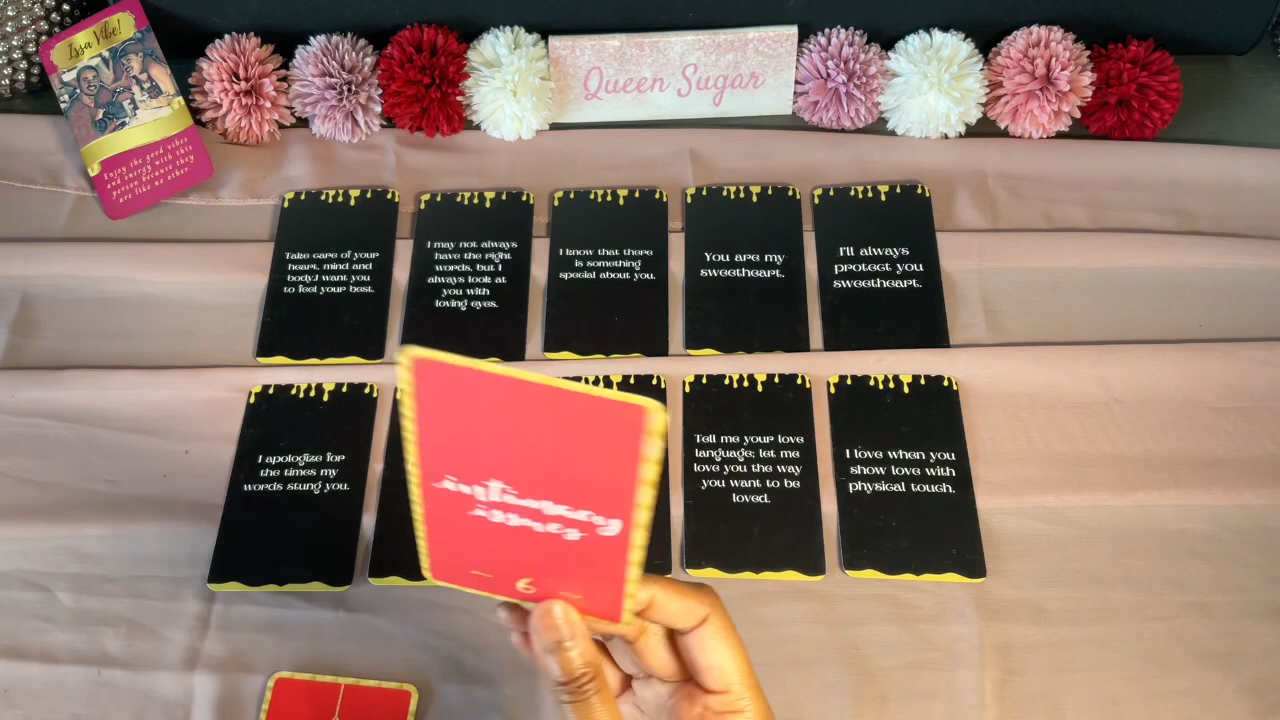 Issa Vibe!
Enjoy the good vibes
and energy with this
person because they
are like no other.
Queen Sugar
Take care of your
heart, mind and
body.I want you
to feel your best.
I may not always
have the right
words, but I
always look at
you with
loving eyes.
I know that there
is something
special about you.
You are my
sweetheart.
I'll always
protect you
sweetheart.
I apologize for
the times my
words stung you.
intimacy
issues
6
Tell me your love
language; let me
love you the way
you want to be
loved.
I love when you
show love with
physical touch.